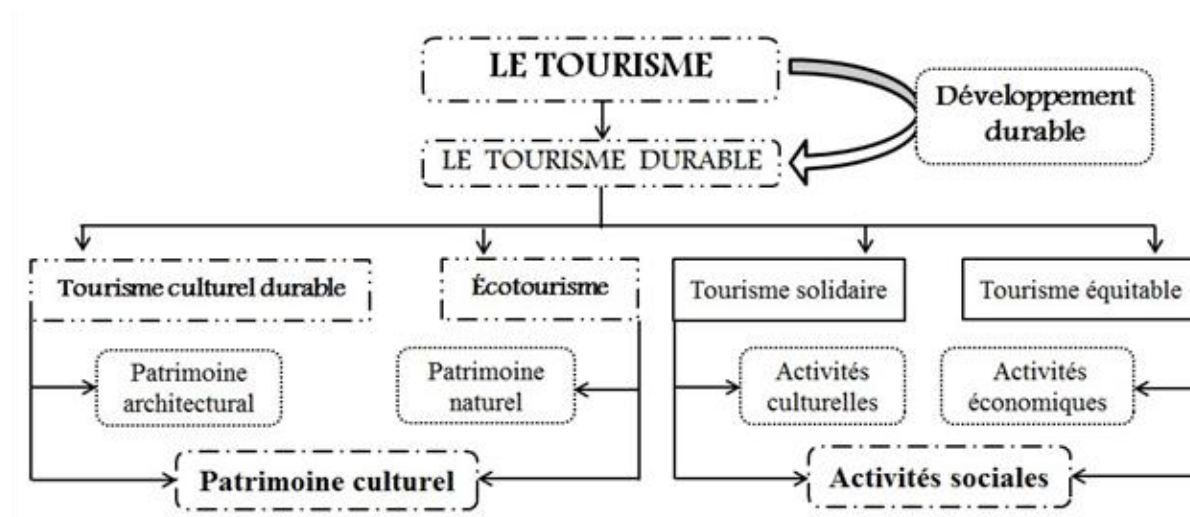 LE TOURISME
Développement
durable
LE TOURISME DURABLE
Tourisme culturel durable
Écotourisme
Tourisme solidaire
Tourisme équitable
Patrimoine
architectural
Patrimoine
naturel
Activités
culturelles
Activités
économiques
Patrimoine culturel
Activités sociales